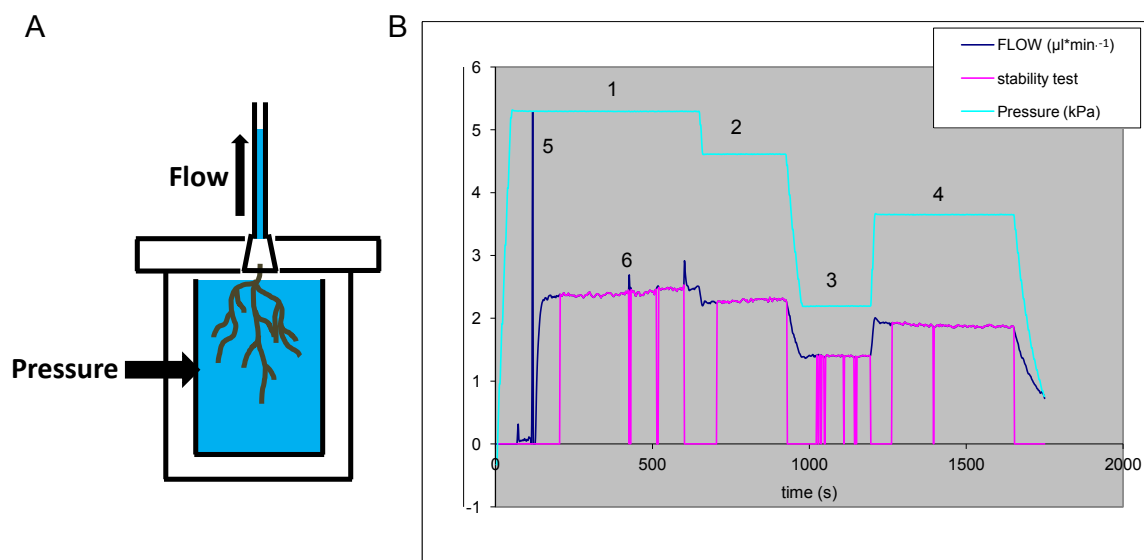 A
B
Flow
Pressure
FLOW (µl*min-¹)
stability test
Pressure (kPa)
6
5
4
3
2
1
0
-1
1
2
3
4
5
6
0
500
1000
1500
2000
time (s)